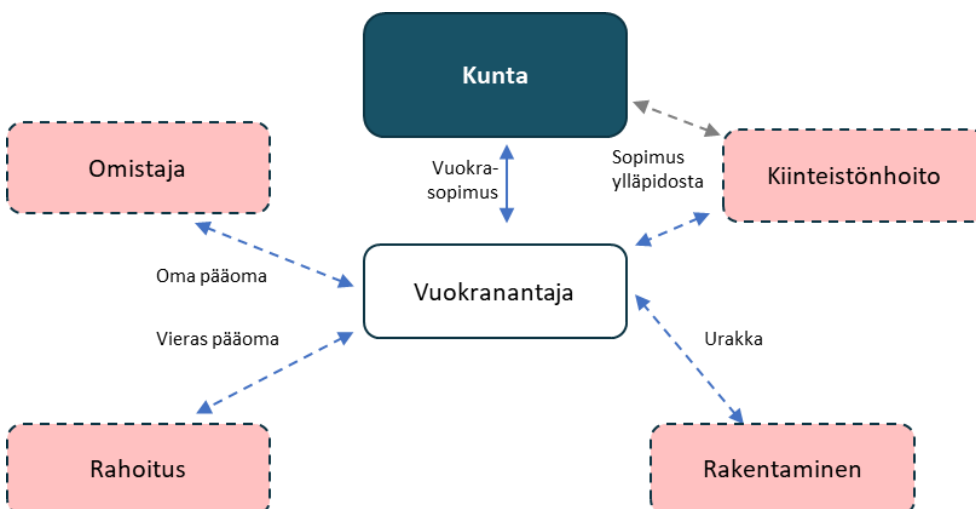 Kunta
Omistaja
Vuokra-
sopimus
Sopimus
ylläpidosta
Kiinteistönhoito
Oma pääoma
Vuokranantaja
Vieras pääoma
Urakka
Rahoitus
Rakentaminen